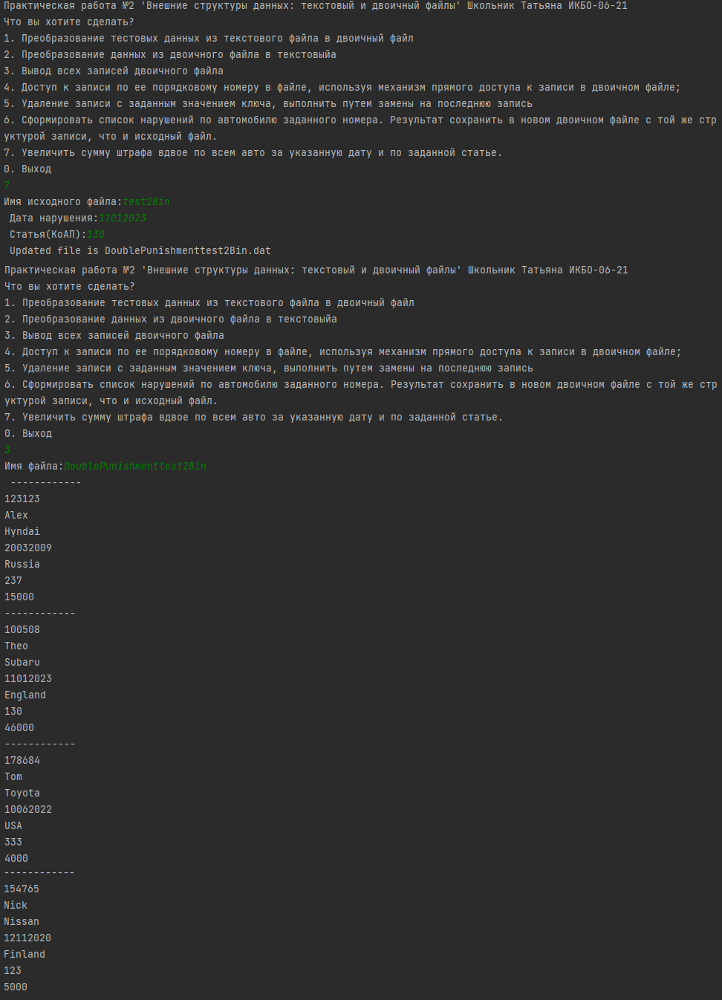 Практическая работа №2 'Внешние структуры данных: текстовый и двоичный файлы' Школьник Татьяна ИКБО-06-21
Что вы хотите сделать?
1. Преобразование тестовых данных из текстового файла в двоичный файл
2. Преобразование данных из двоичного файла в текстовыйа
3. Вывод всех записей двоичного файла
4. Доступ к записи по ее порядковому номеру в файле, используя механизм прямого доступа к записи в двоичном файле;
5. Удаление записи с заданным значением ключа, выполнить путем замены на последнюю запись
6. Сформировать список нарушений по автомобилю заданного номера. Результат сохранить в новом двоичном файле с той же стр
уктурой записи, что и исходный файл.
7. Увеличить сумму штрафа вдвое по всем авто за указанную дату и по заданной статье.
0. Выход
7
Имя исходного файла:test2Bin
Дата нарушения:11012023
Статья(КоАП):130
Updated file is DoublePunishmenttest2Bin.dat
Практическая работа №2 'Внешние структуры данных: текстовый и двоичный файлы' Школьник Татьяна ИКБО-06-21
Что вы хотите сделать?
1. Преобразование тестовых данных из текстового файла в двоичный файл
2. Преобразование данных из двоичного файла в текстовыйа
3. Вывод всех записей двоичного файла
4. Доступ к записи по ее порядковому номеру в файле, используя механизм прямого доступа к записи в двоичном файле;
5. Удаление записи с заданным значением ключа, выполнить путем замены на последнюю запись
6. Сформировать список нарушений по автомобилю заданного номера. Результат сохранить в новом двоичном файле с той же стр
уктурой записи, что и исходный файл.
7. Увеличить сумму штрафа вдвое по всем авто за указанную дату и по заданной статье.
0. Выход
3
Имя файла:DoublePunishmenttest2Bin
------------
123123
Alex
Hyndai
20032009
Russia
237
15000
------------
100508
Theo
Subaru
11012023
England
130
46000
------------
178684
Tom
Toyota
10062022
USA
333
4000
------------
154765
Nick
Nissan
12112020
Finland
123
5000